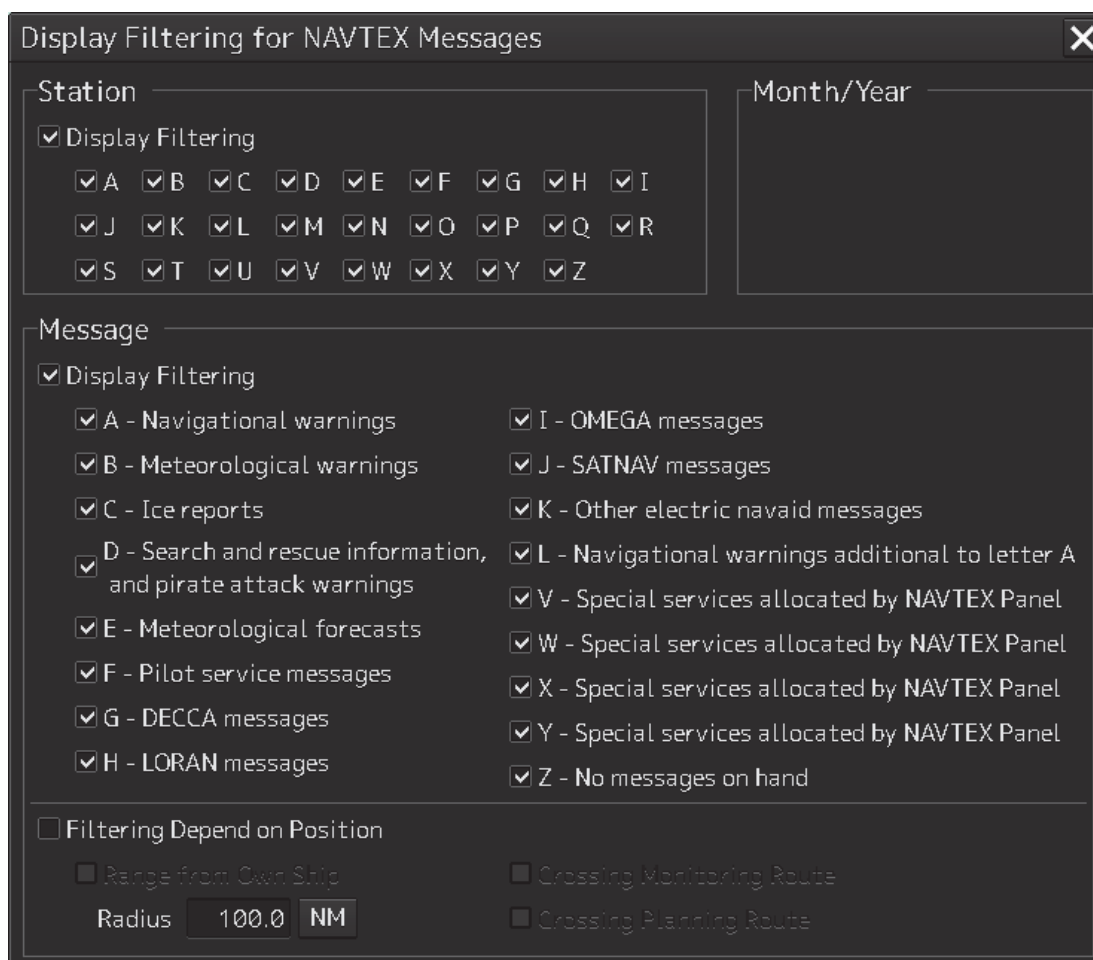 Display Filtering for NAVTEX Messages
Station
Month/Year
Display Filtering
A B C D E F G H I
J K L M N O P Q R
S T U V W X Y Z
Message
Display Filtering
A - Navigational warnings
B - Meteorological warnings
C - Ice reports
D - Search and rescue information,
and pirate attack warnings
E - Meteorological forecasts
F - Pilot service messages
G - DECCA messages
H - LORAN messages
I - OMEGA messages
J - SATNAV messages
K - Other electric navaid messages
L - Navigational warnings additional to letter A
V - Special services allocated by NAVTEX Panel
W - Special services allocated by NAVTEX Panel
X - Special services allocated by NAVTEX Panel
Y - Special services allocated by NAVTEX Panel
Z - No messages on hand
Filtering Depend on Position
Range from Own Ship
Radius 100.0 NM
Crossing Monitoring Route
Crossing Planning Route